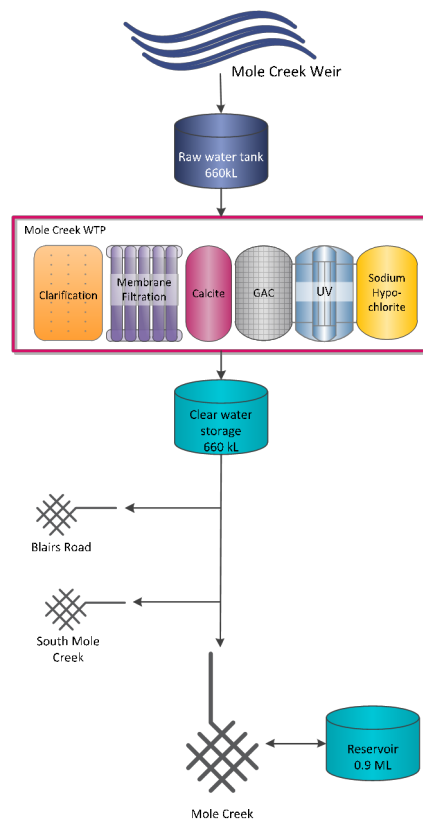 Mole Creek Weir
Raw water tank
660kL
Mole Creek WTP
Clarification
Membrane
Filtration
Calcite
GAC
UV
Sodium
Hypo-
chlorite
Clear water
storage
660 kL
Blairs Road
South Mole
Creek
Reservoir
0.9 ML
Mole Creek